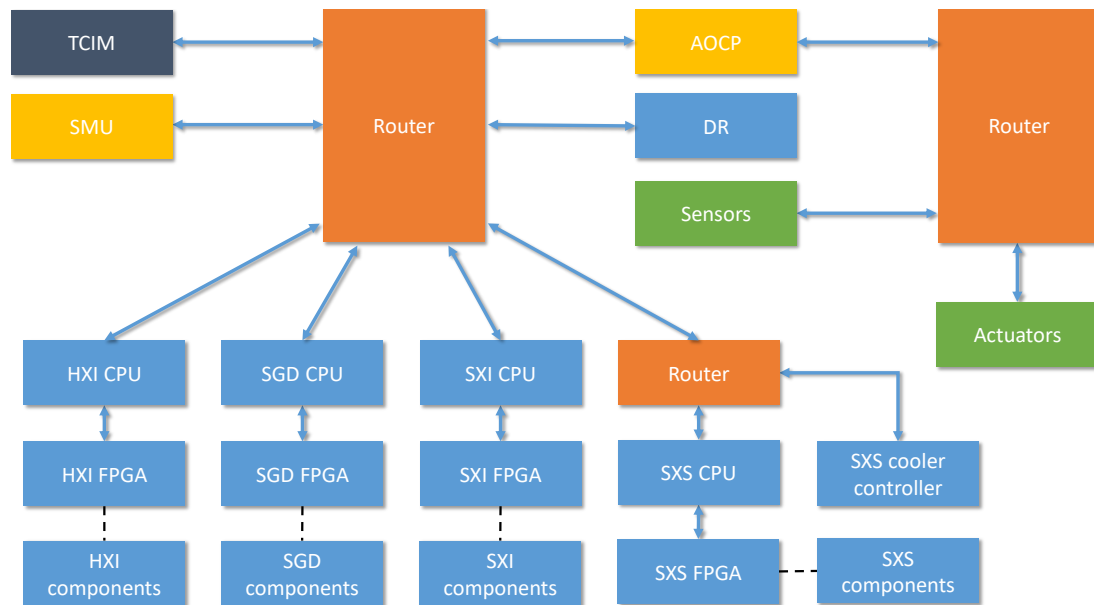 TCIM
Router
AOCP
Router
SMU
DR
Sensors
Actuators
HXI CPU
SGD CPU
SXI CPU
Router
HXI FPGA
SGD FPGA
SXI FPGA
SXS CPU
SXS cooler
controller
HXI
components
SGD
components
SXI
components
SXS FPGA
SXS
components